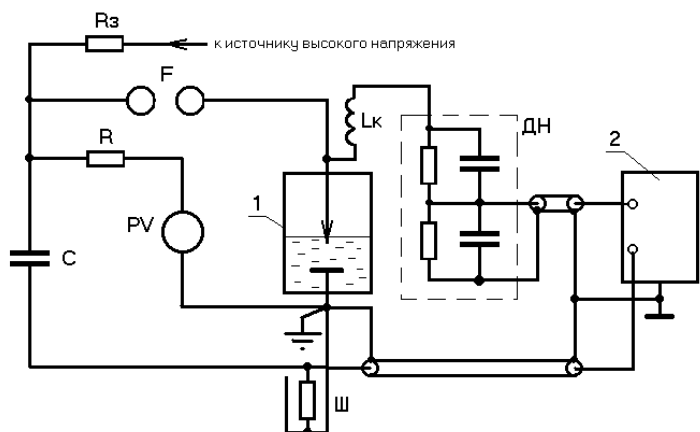 Rз
к источнику высокого напряжения
F
Lк
ДН
R
2
1
PV
C
Ш